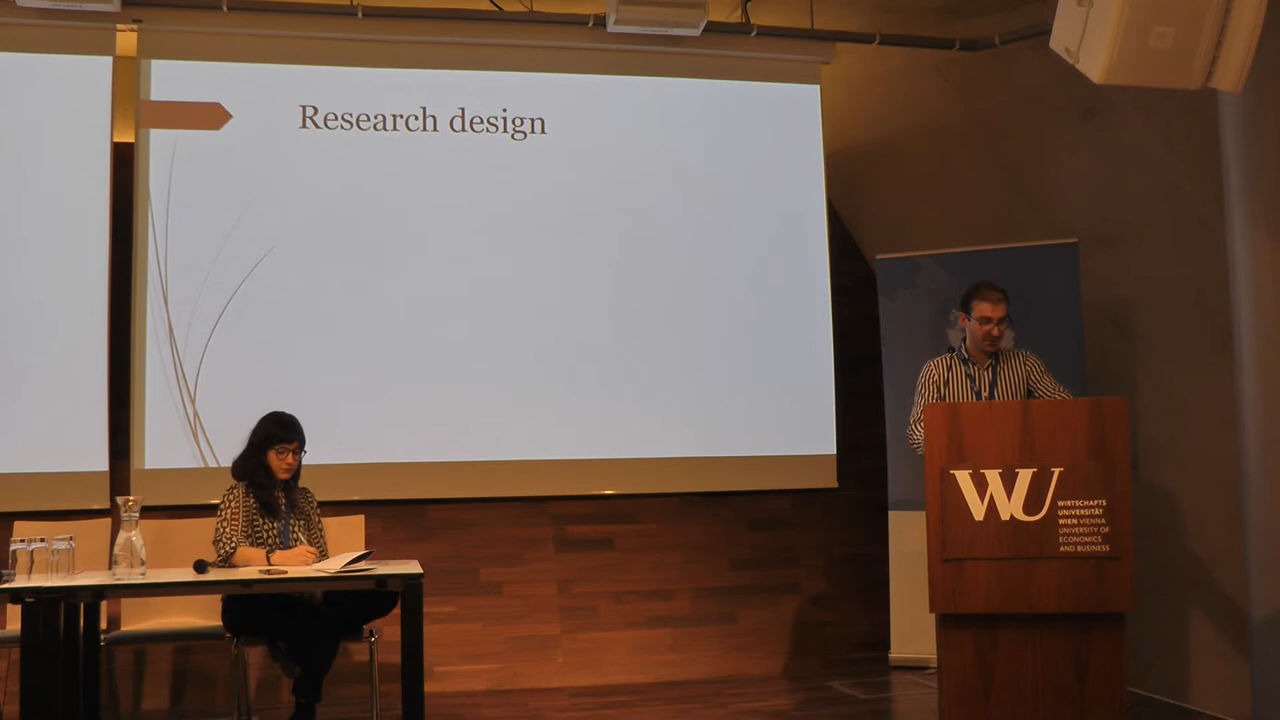 Research design
WU
WIRTSCHAFTS
UNIVERSITÄT
WIEN VIENNA
UNIVERSITY OF
ECONOMICS
AND BUSINESS